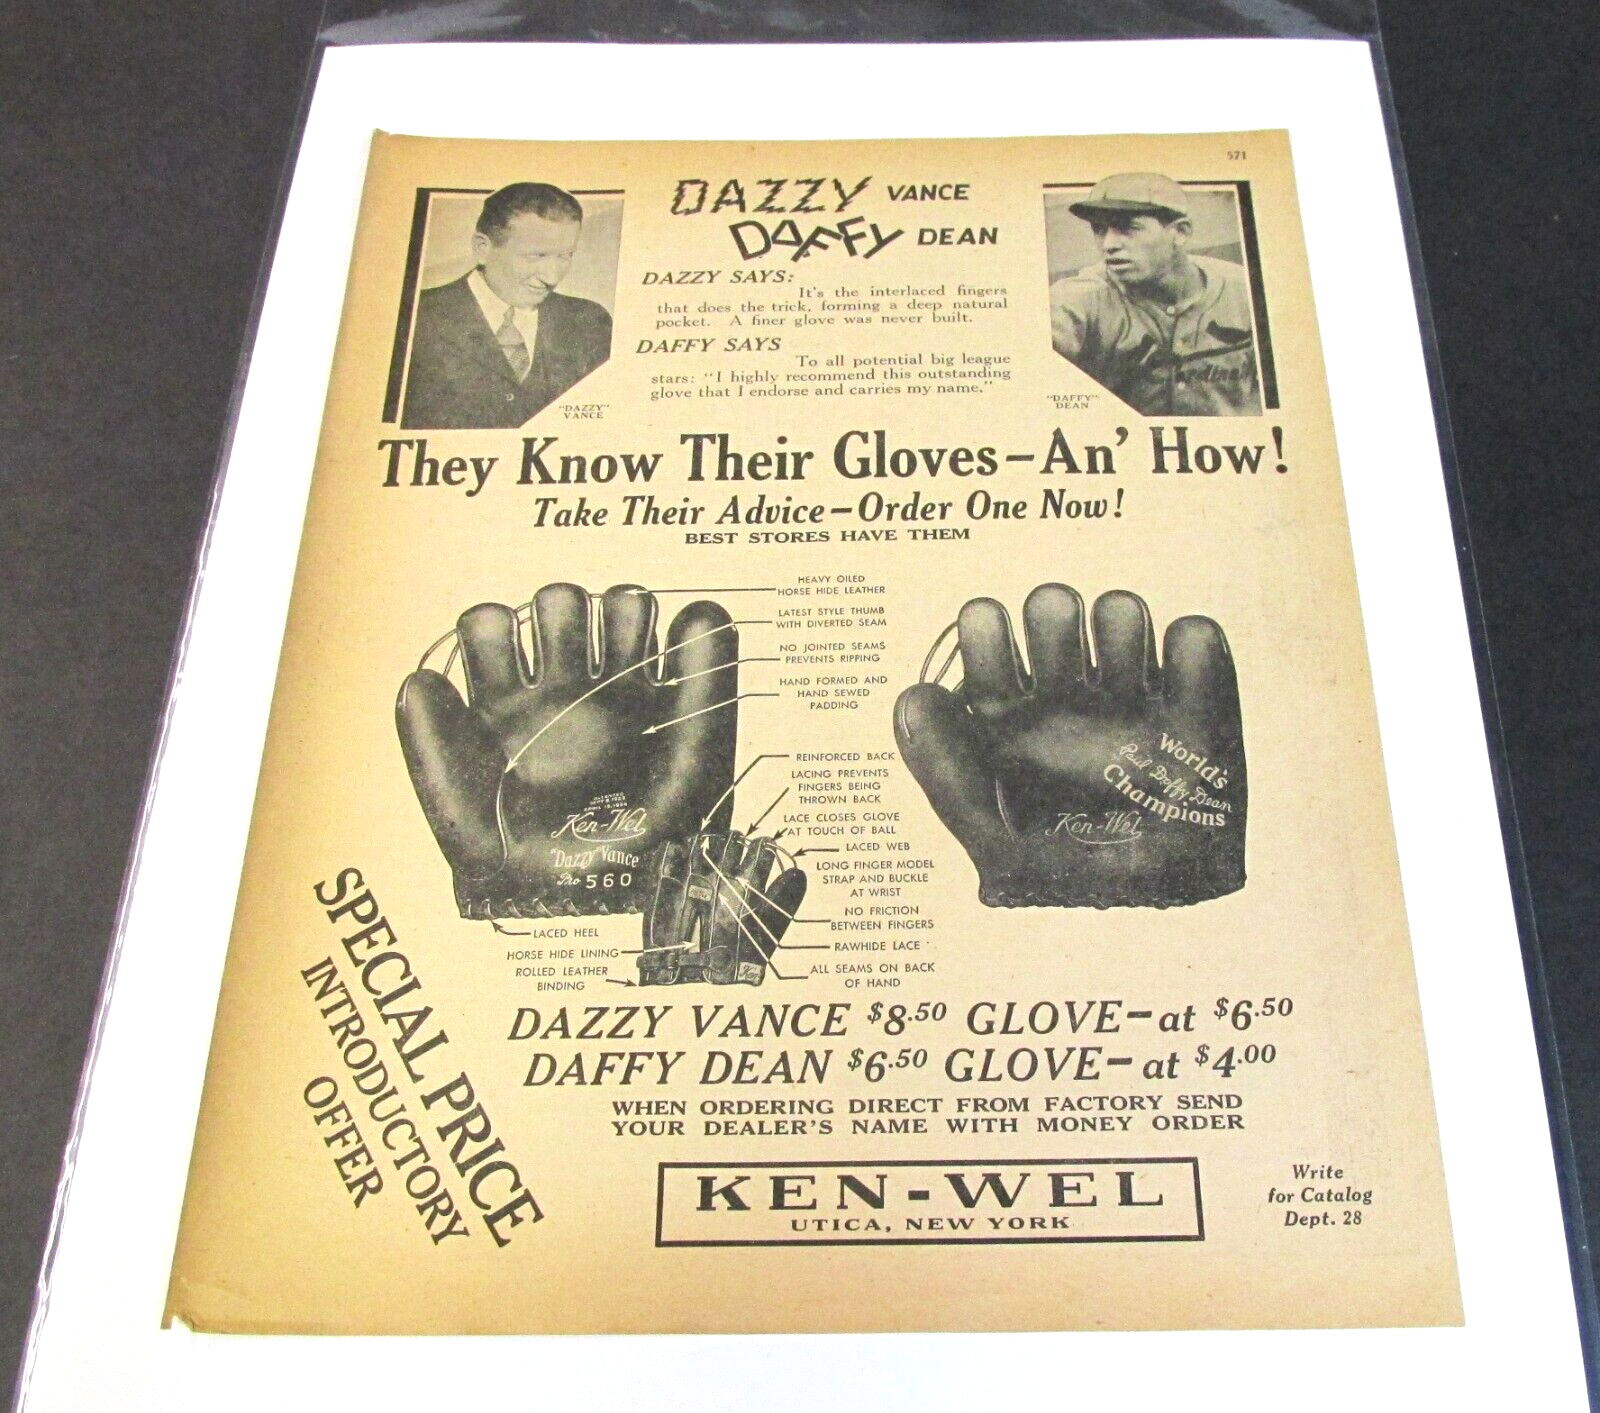 571
DAZZY VANCE
DAFFY DEAN
DAZZY SAYS:
It's the interlaced fingers
that does the trick, forming a deep natural
pocket. A finer glove was never built.
DAFFY SAYS
To all potential big league
stars: "I highly recommend this outstanding
glove that I endorse and carries my name."
"DAZZY"
VANCE
"DAFFY"
DEAN
Cardinals
They Know Their Gloves—An' How!
Take Their Advice—Order One Now!
BEST STORES HAVE THEM
HEAVY OILED
HORSE HIDE LEATHER
LATEST STYLE THUMB
WITH DIVERTED SEAM
NO JOINTED SEAMS
PREVENTS RIPPING
HAND FORMED AND
HAND SEWED
PADDING
REINFORCED BACK
LACING PREVENTS
FINGERS BEING
THROWN BACK
LACE CLOSES GLOVE
AT TOUCH OF BALL
LACED WEB
LONG FINGER MODEL
STRAP AND BUCKLE
AT WRIST
NO FRICTION
BETWEEN FINGERS
RAWHIDE LACE
ALL SEAMS ON BACK
OF HAND
LACED HEEL
HORSE HIDE LINING
ROLLED LEATHER
BINDING
PATENTED
Ken-Wel
"Dazzy" Vance
Pro 560
Ken
World's
Paul Daffy Dean
Champions
Ken-Wel
SPECIAL PRICE
INTRODUCTORY
OFFER
DAZZY VANCE $8.50 GLOVE—at $6.50
DAFFY DEAN $6.50 GLOVE—at $4.00
WHEN ORDERING DIRECT FROM FACTORY SEND
YOUR DEALER'S NAME WITH MONEY ORDER
KEN-WEL
UTICA, NEW YORK
Write
for Catalog
Dept. 28